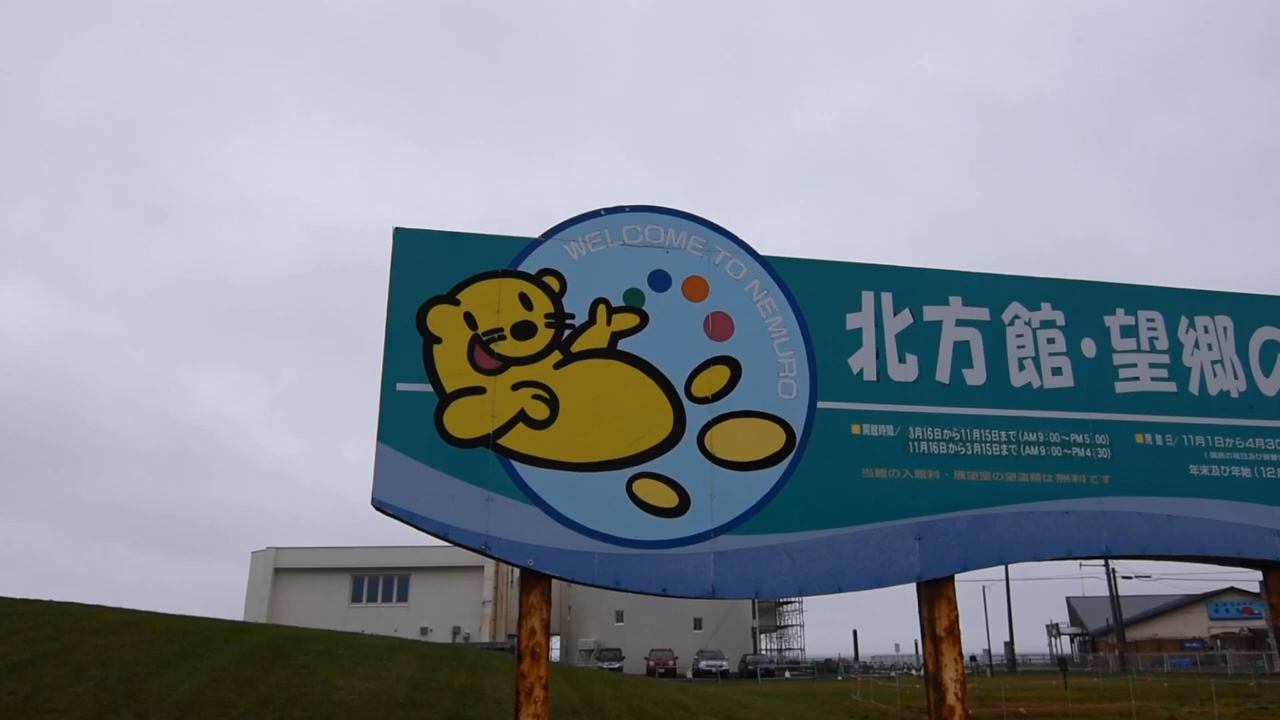 WELCOME TO NEMURO
北方館・望郷の
■開館時間/ 3月16日から11月15日まで(AM9:00～PM5:00)
11月16日から3月15日まで(AM9:00～PM4:30)
■開館日/ 11月1日から4月30
年末及び年始(12
当館の入館料・展望室の望遠鏡は無料です